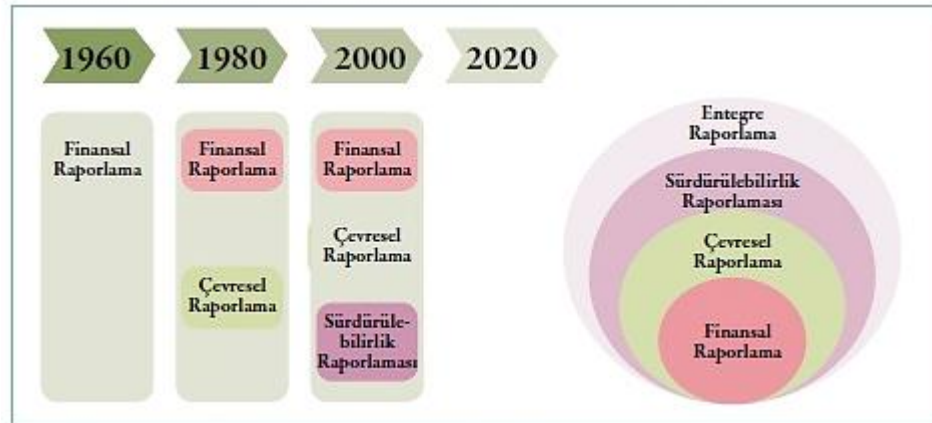 1960
1980
2000
2020
Finansal
Raporlama
Finansal
Raporlama
Çevresel
Raporlama
Finansal
Raporlama
Çevresel
Raporlama
Sürdürüle-
bilirlik
Raporlaması
Entegre
Raporlama
Sürdürülebilirlik
Raporlaması
Çevresel
Raporlama
Finansal
Raporlama